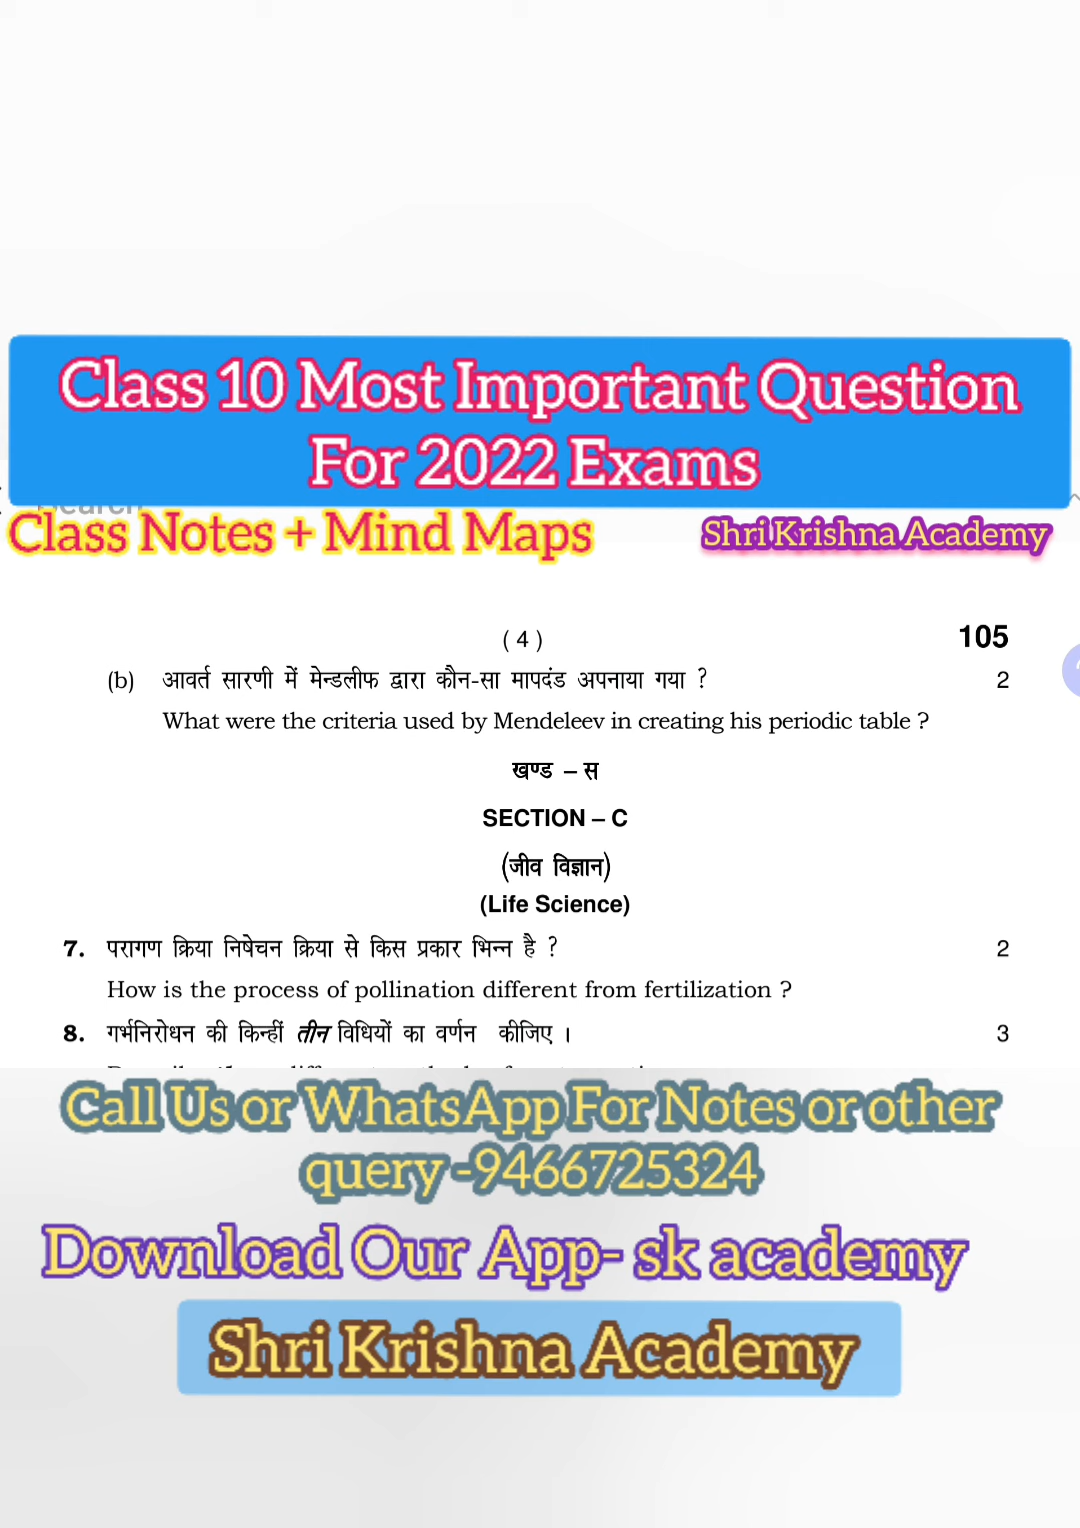 Class 10 Most Important Question
For 2022 Exams
Search
Class Notes + Mind Maps
Shri Krishna Academy
( 4 )
105
(b) आवर्त सारणी में मेन्डलीफ द्वारा कौन-सा मापदंड अपनाया गया ? 2
What were the criteria used by Mendeleev in creating his periodic table ?
खण्ड – स
SECTION – C
(जीव विज्ञान)
(Life Science)
7. परागण क्रिया निषेचन क्रिया से किस प्रकार भिन्न है ? 2
How is the process of pollination different from fertilization ?
8. गर्भनिरोधन की किन्हीं तीन विधियों का वर्णन कीजिए । 3
Call Us or WhatsApp For Notes or other
query -9466725324
Download Our App- sk academy
Shri Krishna Academy